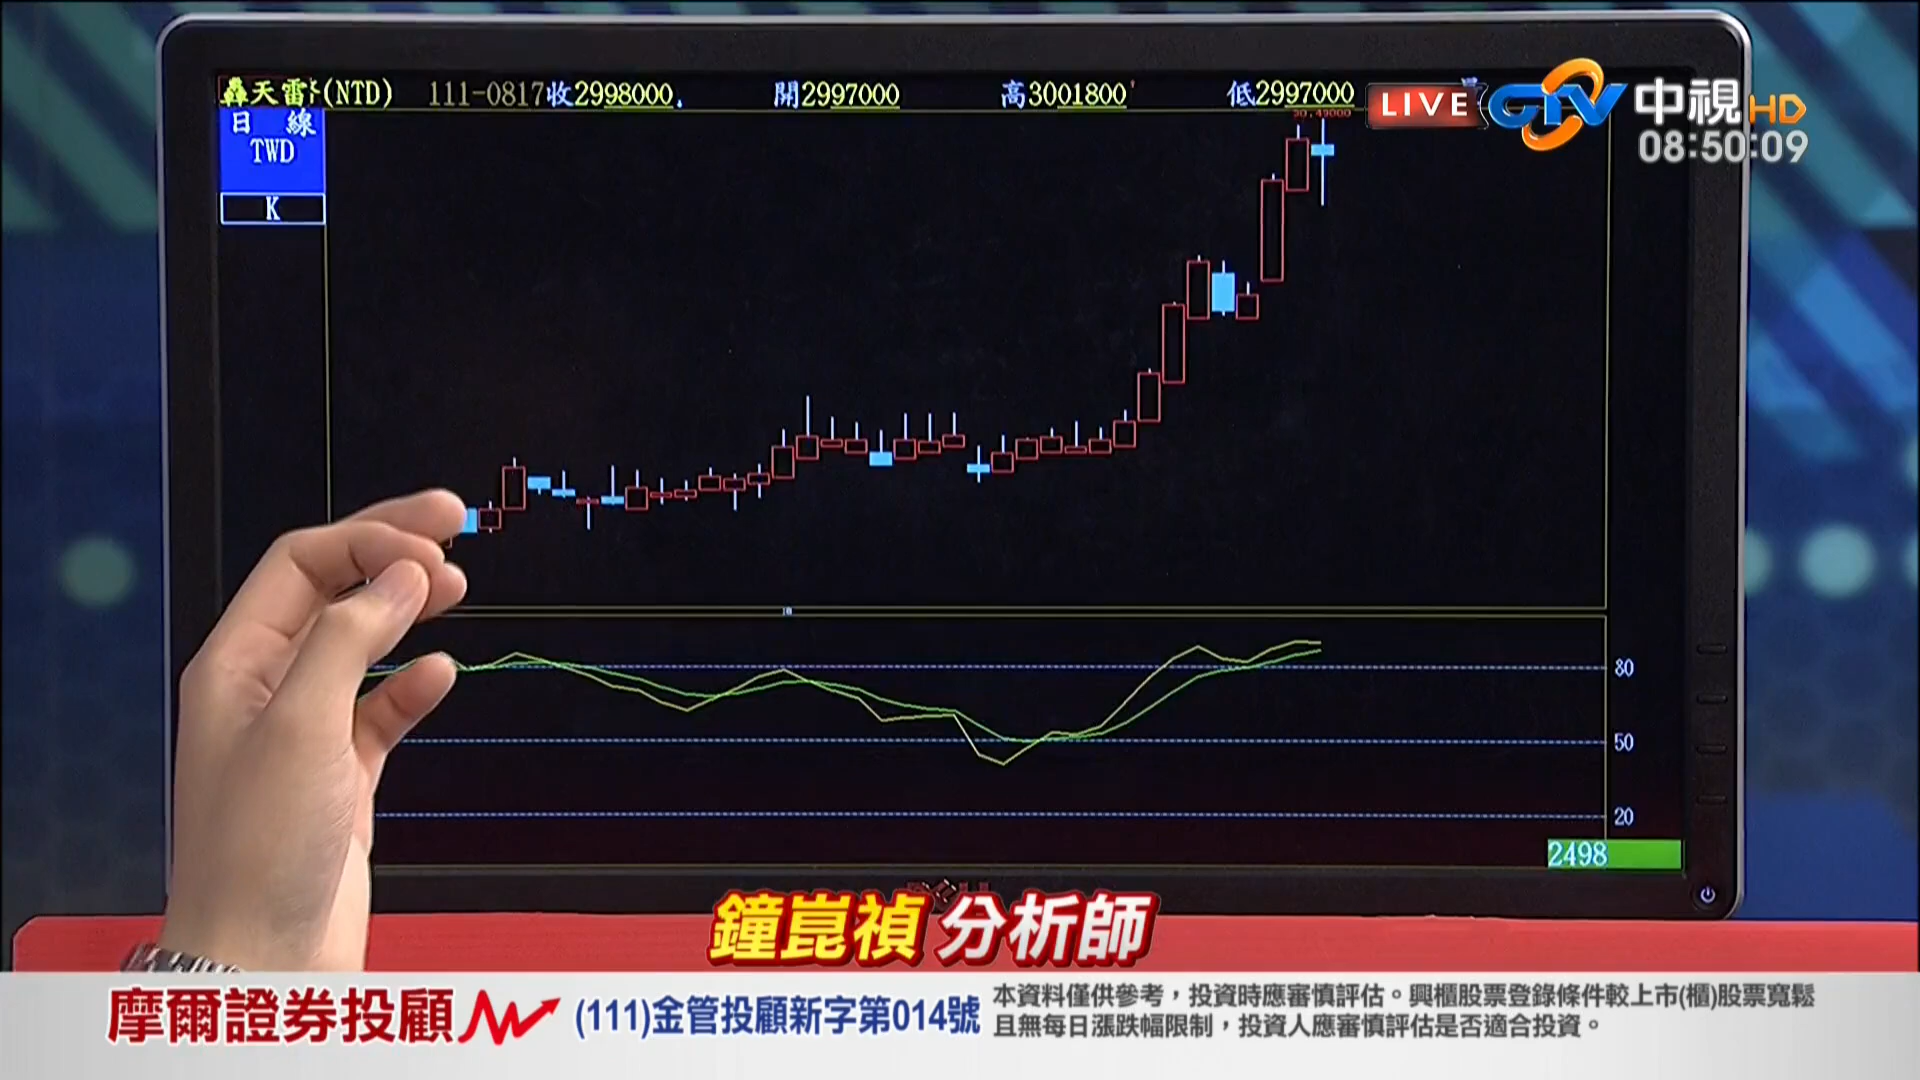 轟天雷(NTD) 111-0817收2998000 開2997000 高3001800 低2997000
LIVE CTV 中視HD
08:50:09
日 線
TWD
K
80
50
20
2498
鐘崑禎 分析師
摩爾證券投顧 (111)金管投顧新字第014號
本資料僅供參考，投資時應審慎評估。興櫃股票登錄條件較上市(櫃)股票寬鬆
且無每日漲跌幅限制，投資人應審慎評估是否適合投資。